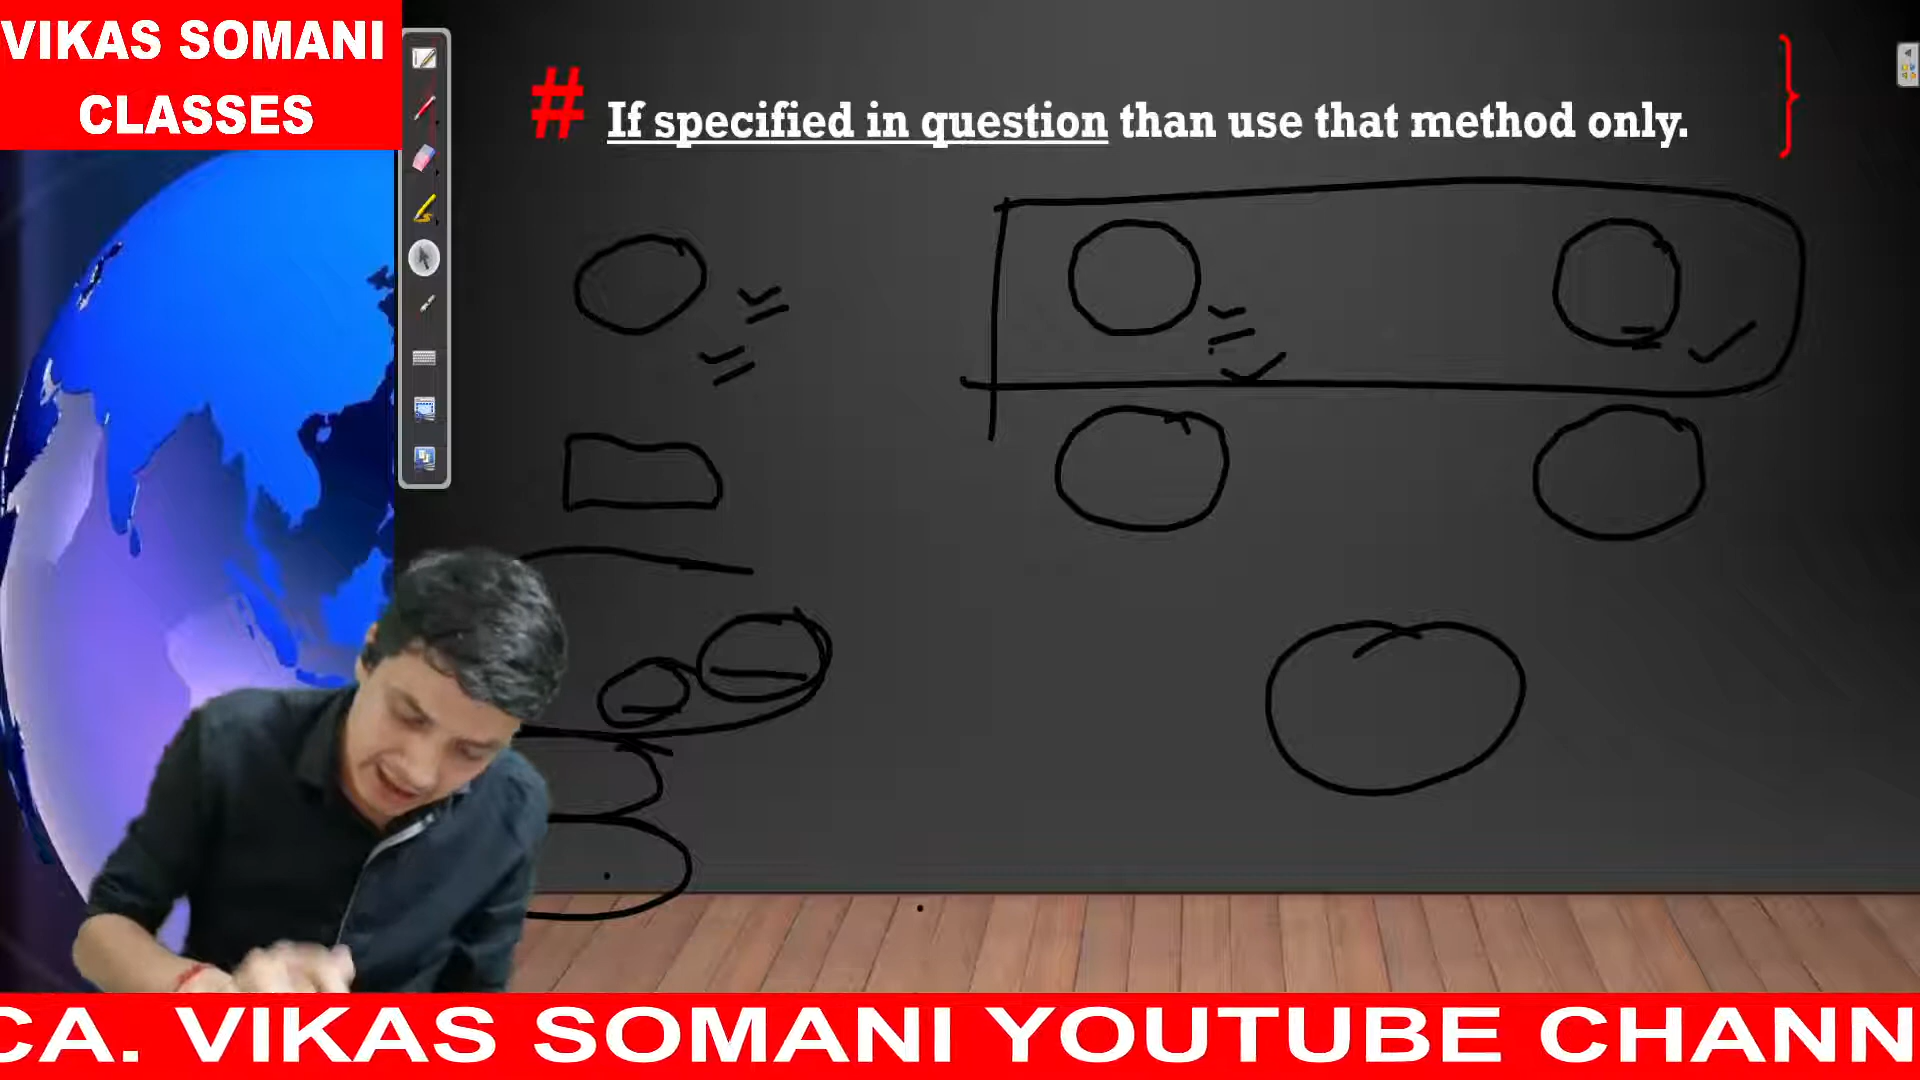 VIKAS SOMANI
CLASSES
# If specified in question than use that method only.
CA. VIKAS SOMANI YOUTUBE CHANN